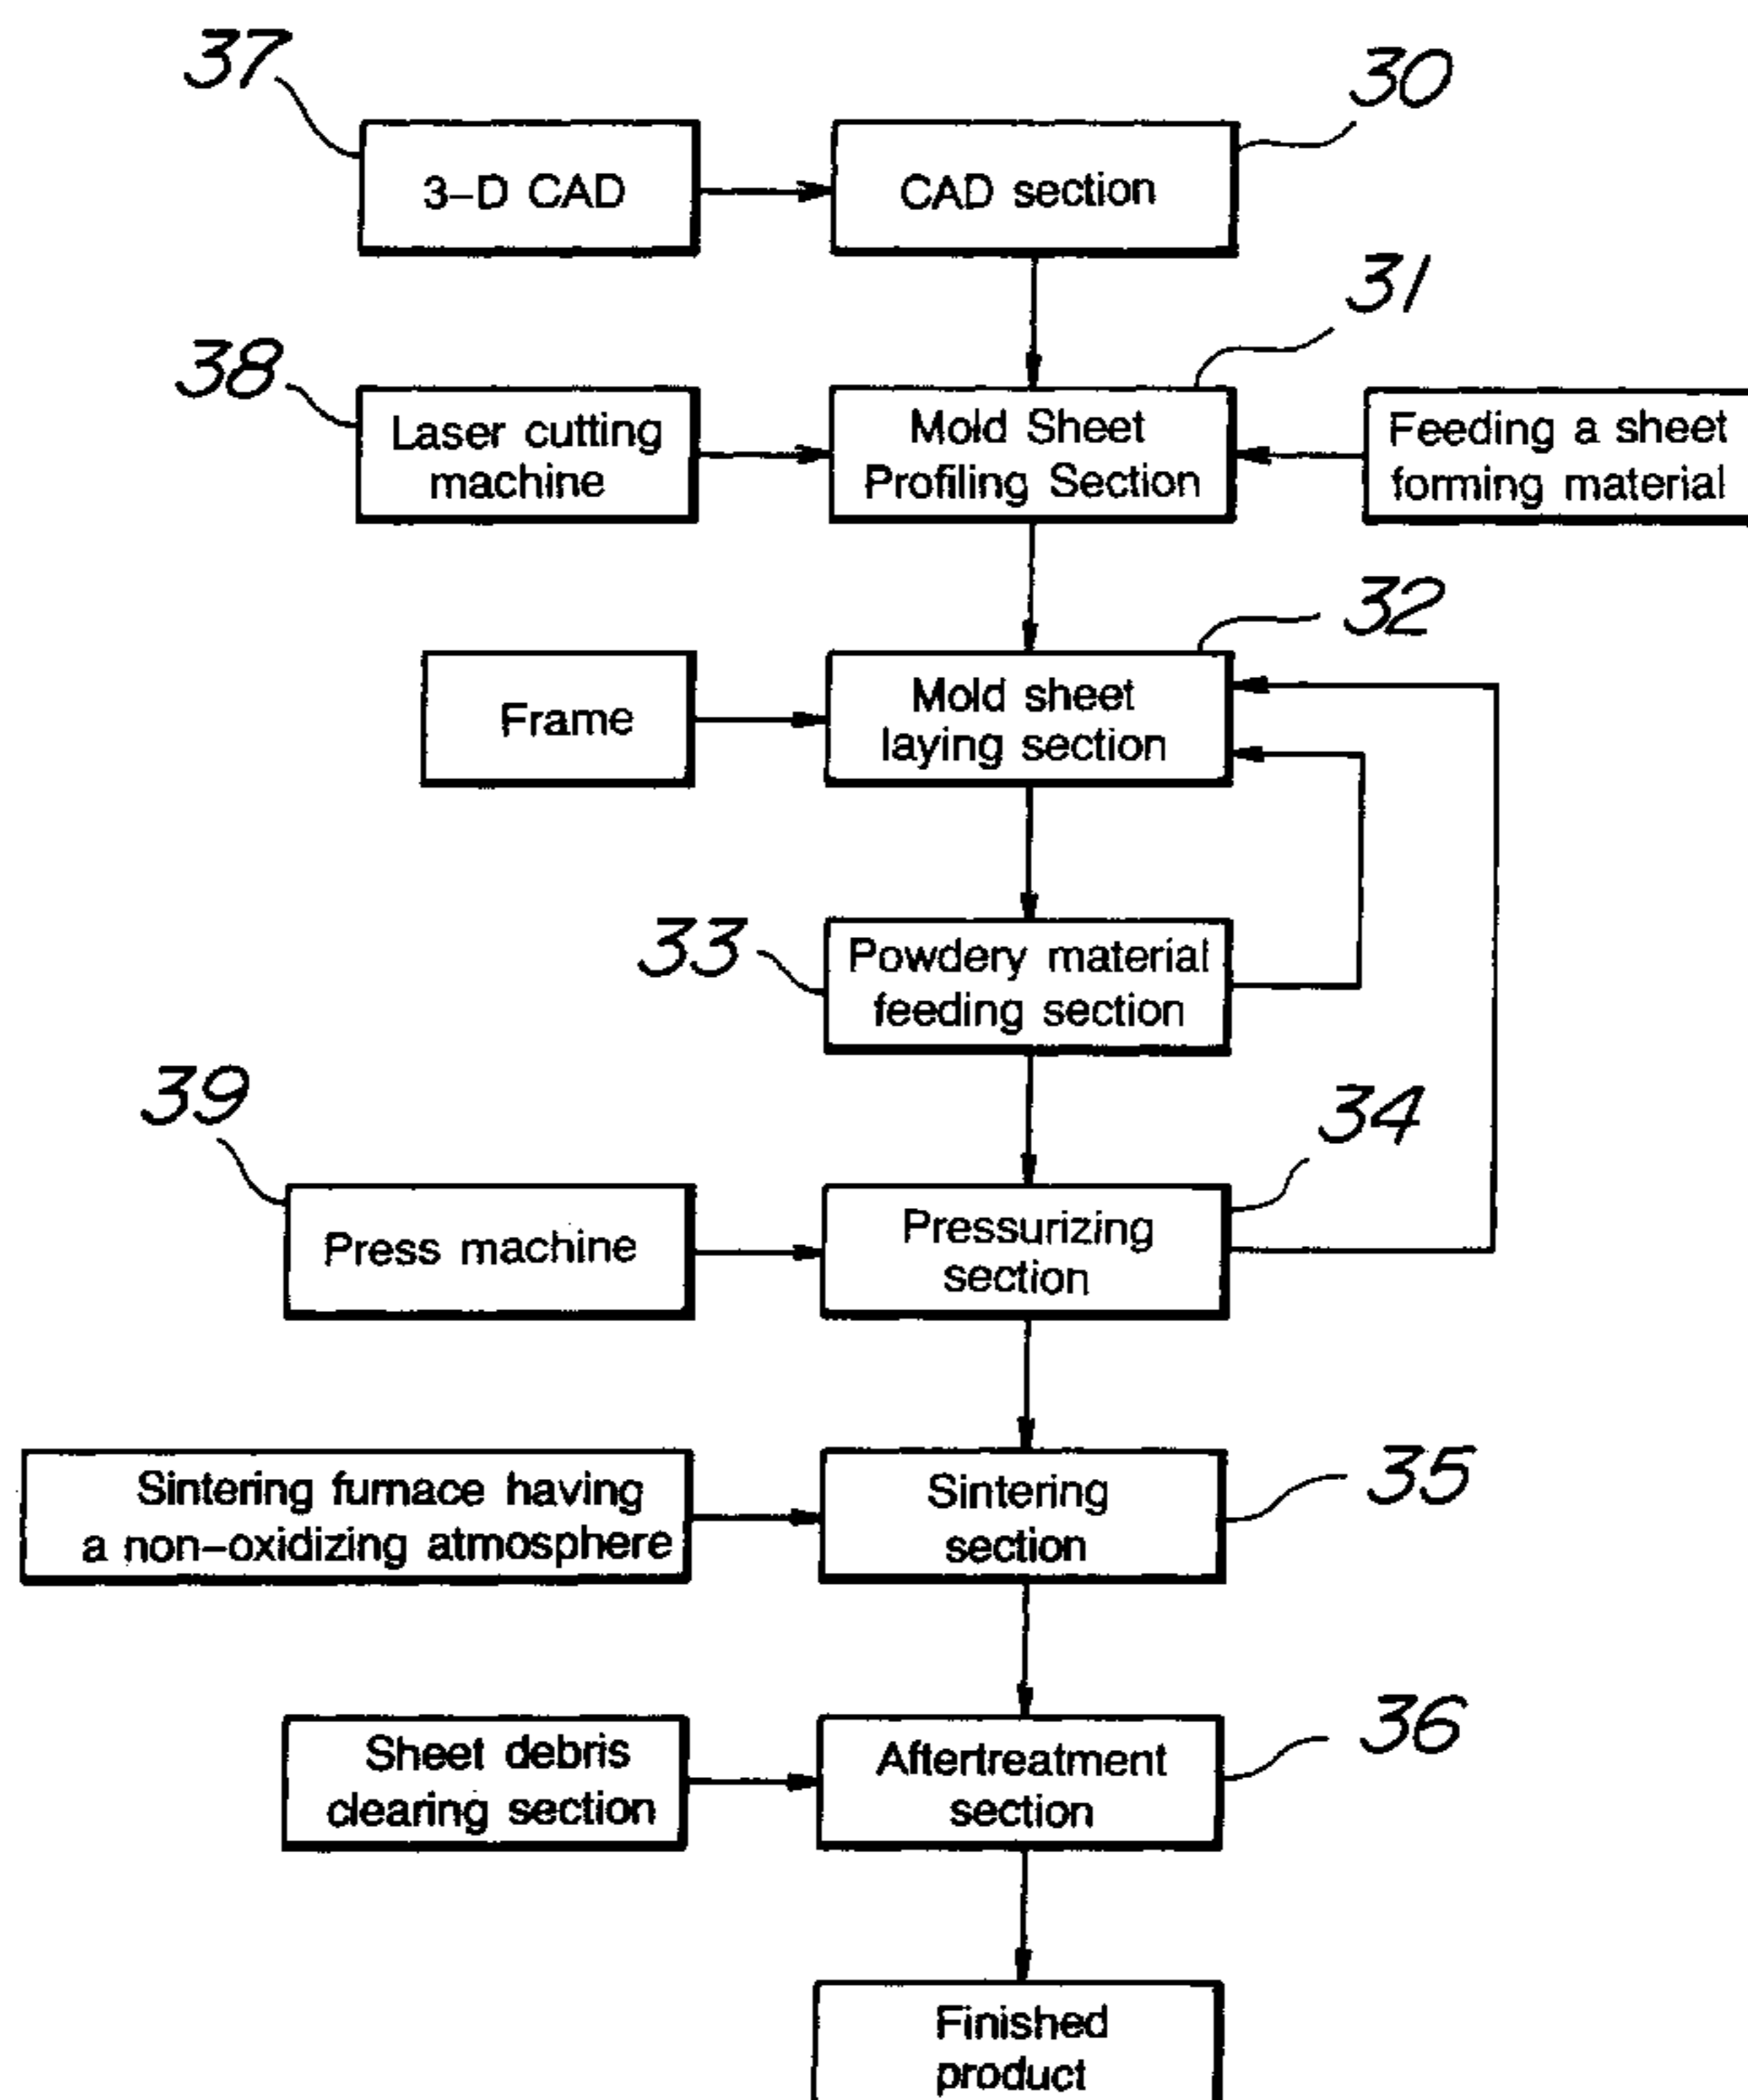 37
30
3-D CAD
CAD section
31
38
Laser cutting
machine
Mold Sheet
Profiling Section
Feeding a sheet
forming material
32
Frame
Mold sheet
laying section
33
Powdery material
feeding section
39
34
Press machine
Pressurizing
section
35
Sintering furnace having
a non-oxidizing atmosphere
Sintering
section
36
Sheet debris
clearing section
Aftertreatment
section
Finished
product